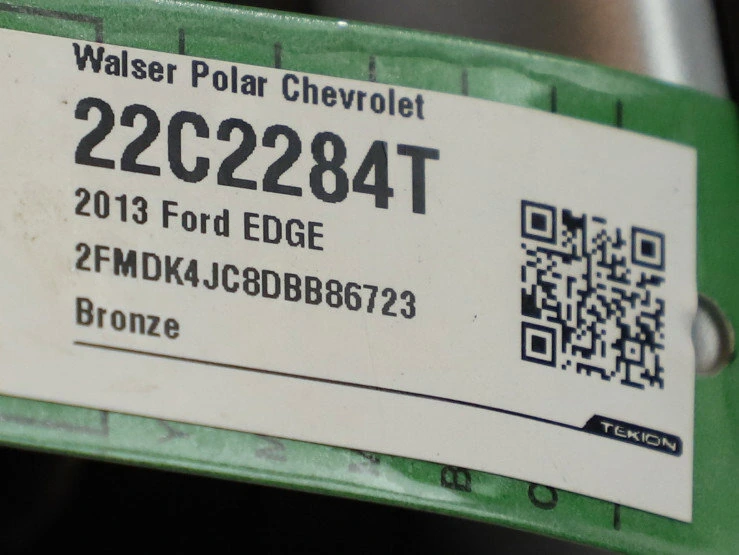 Walser Polar Chevrolet
22C2284T
2013 Ford EDGE
2FMDK4JC8DBB86723
Bronze
TEKION